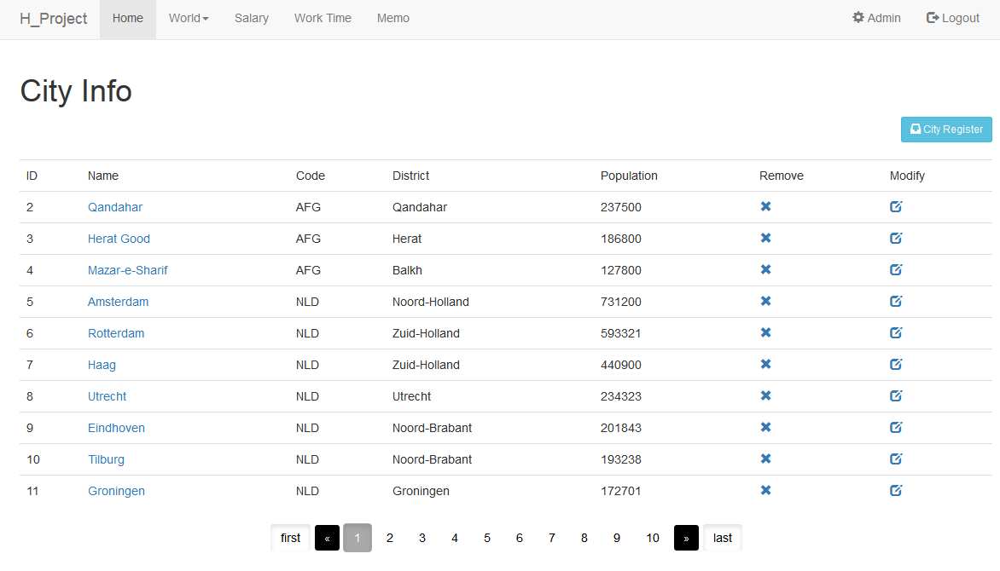 H_Project Home World Salary Work Time Memo Admin Logout
City Info
City Register
ID Name Code District Population Remove Modify
2 Qandahar AFG Qandahar 237500
3 Herat Good AFG Herat 186800
4 Mazar-e-Sharif AFG Balkh 127800
5 Amsterdam NLD Noord-Holland 731200
6 Rotterdam NLD Zuid-Holland 593321
7 Haag NLD Zuid-Holland 440900
8 Utrecht NLD Utrecht 234323
9 Eindhoven NLD Noord-Brabant 201843
10 Tilburg NLD Noord-Brabant 193238
11 Groningen NLD Groningen 172701
first « 1 2 3 4 5 6 7 8 9 10 » last